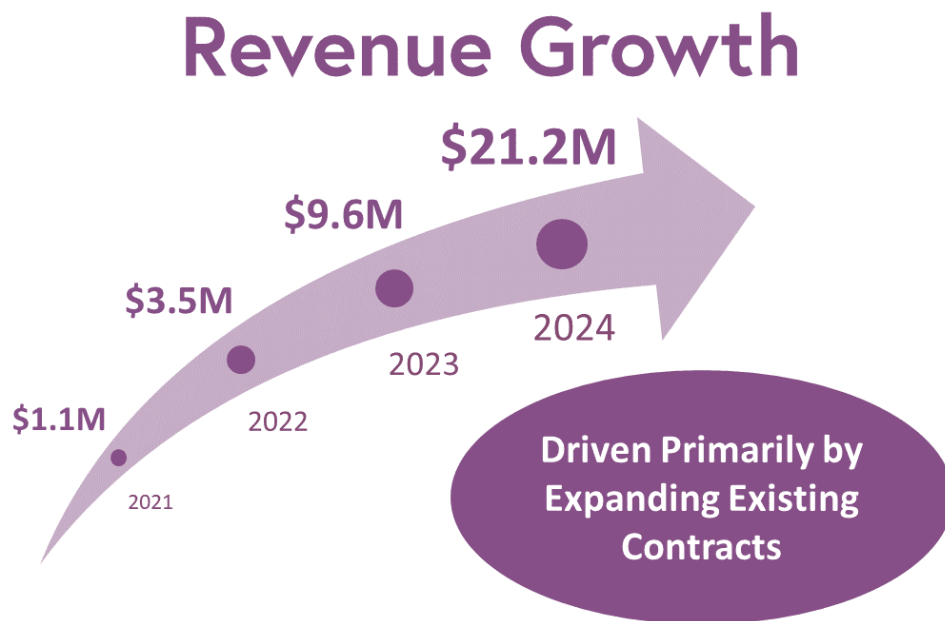 Revenue Growth
$21.2M
$9.6M
$3.5M
2024
2023
$1.1M
2022
Driven Primarily by
Expanding Existing
Contracts
2021